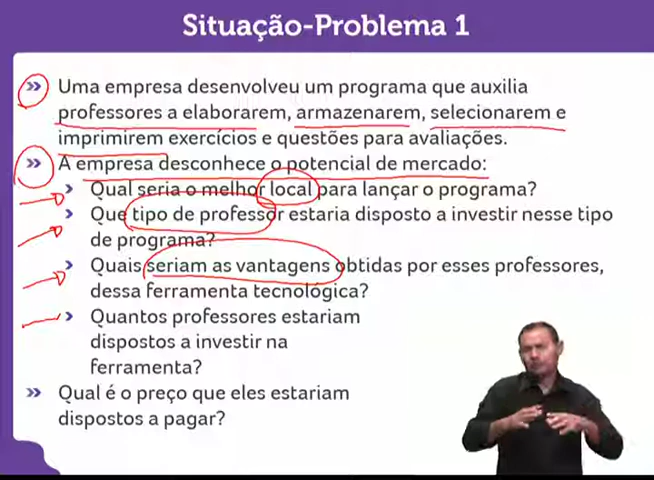 Situação-Problema 1
» Uma empresa desenvolveu um programa que auxilia
professores a elaborarem, armazenarem, selecionarem e
imprimirem exercícios e questões para avaliações.
» A empresa desconhece o potencial de mercado:
› Qual seria o melhor local para lançar o programa?
› Que tipo de professor estaria disposto a investir nesse tipo
de programa?
› Quais seriam as vantagens obtidas por esses professores,
dessa ferramenta tecnológica?
› Quantos professores estariam
dispostos a investir na
ferramenta?
» Qual é o preço que eles estariam
dispostos a pagar?